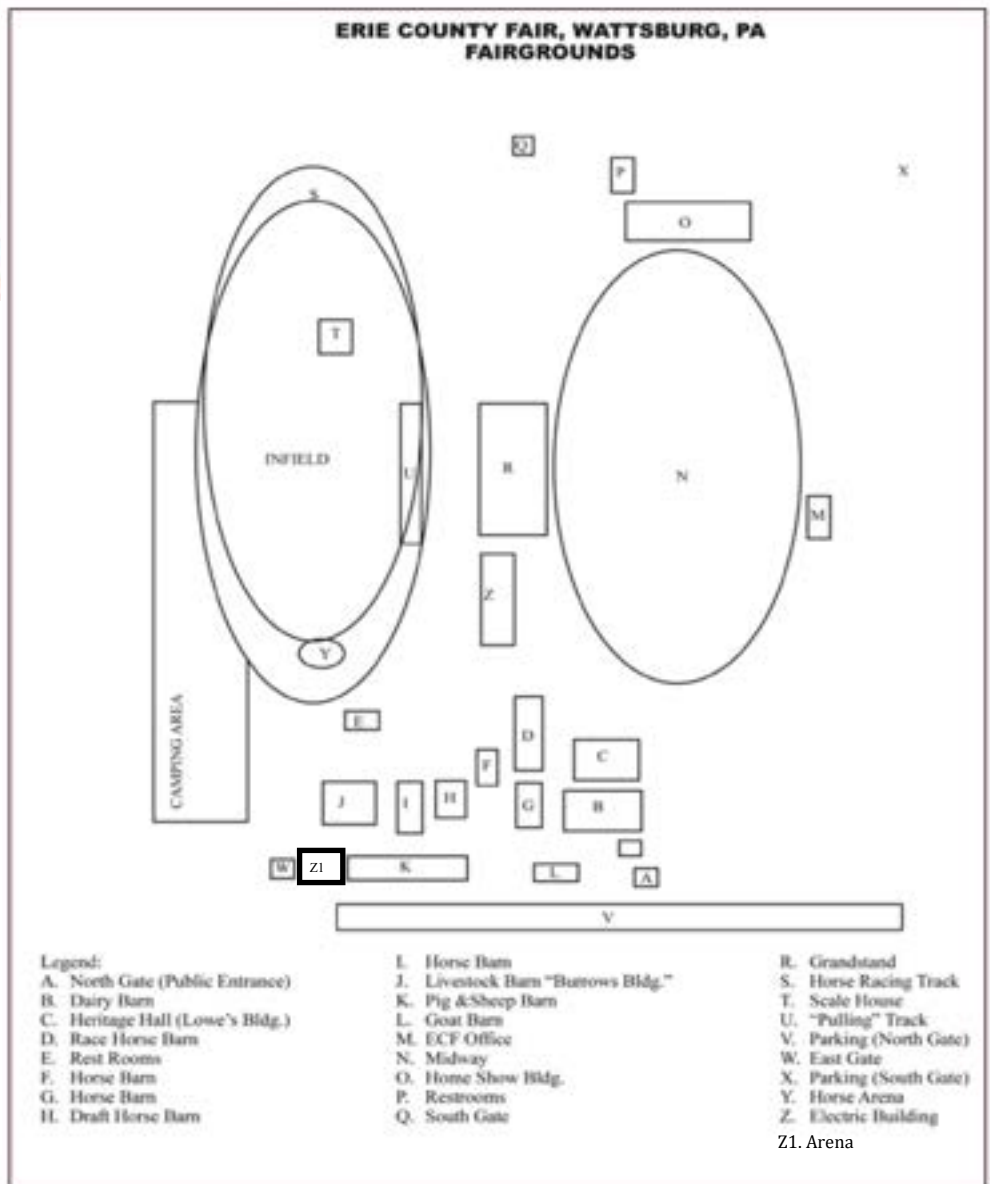 ERIE COUNTY FAIR, WATTSBURG, PA
FAIRGROUNDS
Q
P
X
S
O
T
INFIELD
U
R
N
M
Z
Y
CAMPING AREA
E
D
C
F
J
I
H
G
B
W
Z1
K
L
A
V
Legend:
A. North Gate (Public Entrance)
B. Dairy Barn
C. Heritage Hall (Lowe's Bldg.)
D. Race Horse Barn
E. Rest Rooms
F. Horse Barn
G. Horse Barn
H. Draft Horse Barn
I. Horse Barn
J. Livestock Barn "Burrows Bldg."
K. Pig &Sheep Barn
L. Goat Barn
M. ECF Office
N. Midway
O. Home Show Bldg.
P. Restrooms
Q. South Gate
R. Grandstand
S. Horse Racing Track
T. Scale House
U. "Pulling" Track
V. Parking (North Gate)
W. East Gate
X. Parking (South Gate)
Y. Horse Arena
Z. Electric Building
Z1. Arena